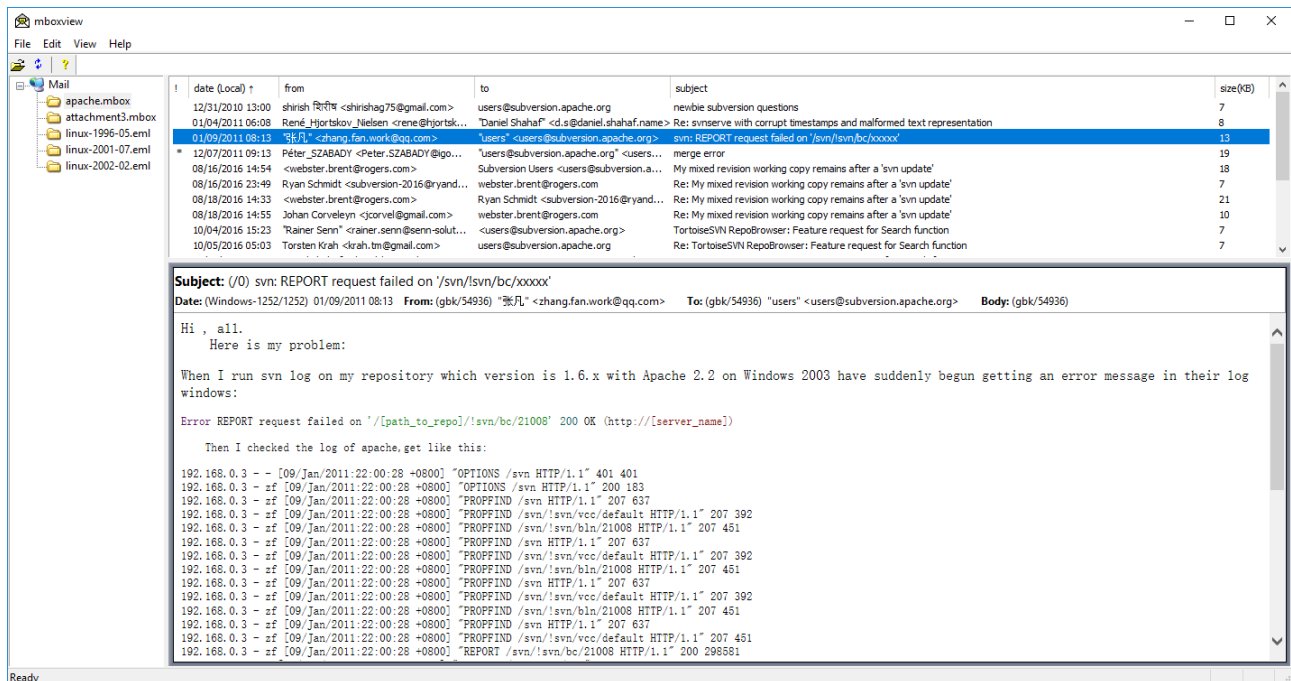 mboxview
File Edit View Help
Mail
apache.mbox
attachment3.mbox
linux-1996-05.eml
linux-2001-07.eml
linux-2002-02.eml
! date (Local) ↑ from to subject size(KB)
12/31/2010 13:00 shirish शिरीष <shirishag75@gmail.com> users@subversion.apache.org newbie subversion questions 7
01/04/2011 06:08 René_Hjortskov_Nielsen <rene@hjortsk... "Daniel Shahaf" <d.s@daniel.shahaf.name> Re: svnserve with corrupt timestamps and malformed text representation 8
01/09/2011 08:13 "张凡" <zhang.fan.work@qq.com> "users" <users@subversion.apache.org> svn: REPORT request failed on '/svn/!svn/bc/xxxxx' 13
* 12/07/2011 09:13 Péter_SZABADY <Peter.SZABADY@igo... "users@subversion.apache.org" <users... merge error 19
08/16/2016 14:54 <webster.brent@rogers.com> Subversion Users <users@subversion.a... My mixed revision working copy remains after a 'svn update' 18
08/16/2016 23:49 Ryan Schmidt <subversion-2016@ryand... webster.brent@rogers.com Re: My mixed revision working copy remains after a 'svn update' 7
08/18/2016 14:33 <webster.brent@rogers.com> Ryan Schmidt <subversion-2016@ryand... Re: My mixed revision working copy remains after a 'svn update' 21
08/18/2016 14:55 Johan Corveleyn <jcorvel@gmail.com> webster.brent@rogers.com Re: My mixed revision working copy remains after a 'svn update' 10
10/04/2016 15:23 "Rainer Senn" <rainer.senn@senn-solut... <users@subversion.apache.org> TortoiseSVN RepoBrowser: Feature request for Search function 7
10/05/2016 05:03 Torsten Krah <krah.tm@gmail.com> users@subversion.apache.org Re: TortoiseSVN RepoBrowser: Feature request for Search function 7
Subject: (/0) svn: REPORT request failed on '/svn/!svn/bc/xxxxx'
Date: (Windows-1252/1252) 01/09/2011 08:13 From: (gbk/54936) "张凡" <zhang.fan.work@qq.com> To: (gbk/54936) "users" <users@subversion.apache.org> Body: (gbk/54936)
Hi , all.
Here is my problem:
When I run svn log on my repository which version is 1.6.x with Apache 2.2 on Windows 2003 have suddenly begun getting an error message in their log
windows:
Error REPORT request failed on '/[path_to_repo]/!svn/bc/21008' 200 OK (http://[server_name])
Then I checked the log of apache,get like this:
192.168.0.3 - - [09/Jan/2011:22:00:28 +0800] "OPTIONS /svn HTTP/1.1" 401 401
192.168.0.3 - zf [09/Jan/2011:22:00:28 +0800] "OPTIONS /svn HTTP/1.1" 200 183
192.168.0.3 - zf [09/Jan/2011:22:00:28 +0800] "PROPFIND /svn HTTP/1.1" 207 637
192.168.0.3 - zf [09/Jan/2011:22:00:28 +0800] "PROPFIND /svn/!svn/vcc/default HTTP/1.1" 207 392
192.168.0.3 - zf [09/Jan/2011:22:00:28 +0800] "PROPFIND /svn/!svn/bln/21008 HTTP/1.1" 207 451
192.168.0.3 - zf [09/Jan/2011:22:00:28 +0800] "PROPFIND /svn HTTP/1.1" 207 637
192.168.0.3 - zf [09/Jan/2011:22:00:28 +0800] "PROPFIND /svn/!svn/vcc/default HTTP/1.1" 207 392
192.168.0.3 - zf [09/Jan/2011:22:00:28 +0800] "PROPFIND /svn/!svn/bln/21008 HTTP/1.1" 207 451
192.168.0.3 - zf [09/Jan/2011:22:00:28 +0800] "PROPFIND /svn HTTP/1.1" 207 637
192.168.0.3 - zf [09/Jan/2011:22:00:28 +0800] "PROPFIND /svn/!svn/vcc/default HTTP/1.1" 207 392
192.168.0.3 - zf [09/Jan/2011:22:00:28 +0800] "PROPFIND /svn/!svn/bln/21008 HTTP/1.1" 207 451
192.168.0.3 - zf [09/Jan/2011:22:00:28 +0800] "PROPFIND /svn HTTP/1.1" 207 637
192.168.0.3 - zf [09/Jan/2011:22:00:28 +0800] "PROPFIND /svn/!svn/vcc/default HTTP/1.1" 207 451
192.168.0.3 - zf [09/Jan/2011:22:00:28 +0800] "REPORT /svn/!svn/bc/21008 HTTP/1.1" 200 298581
Ready